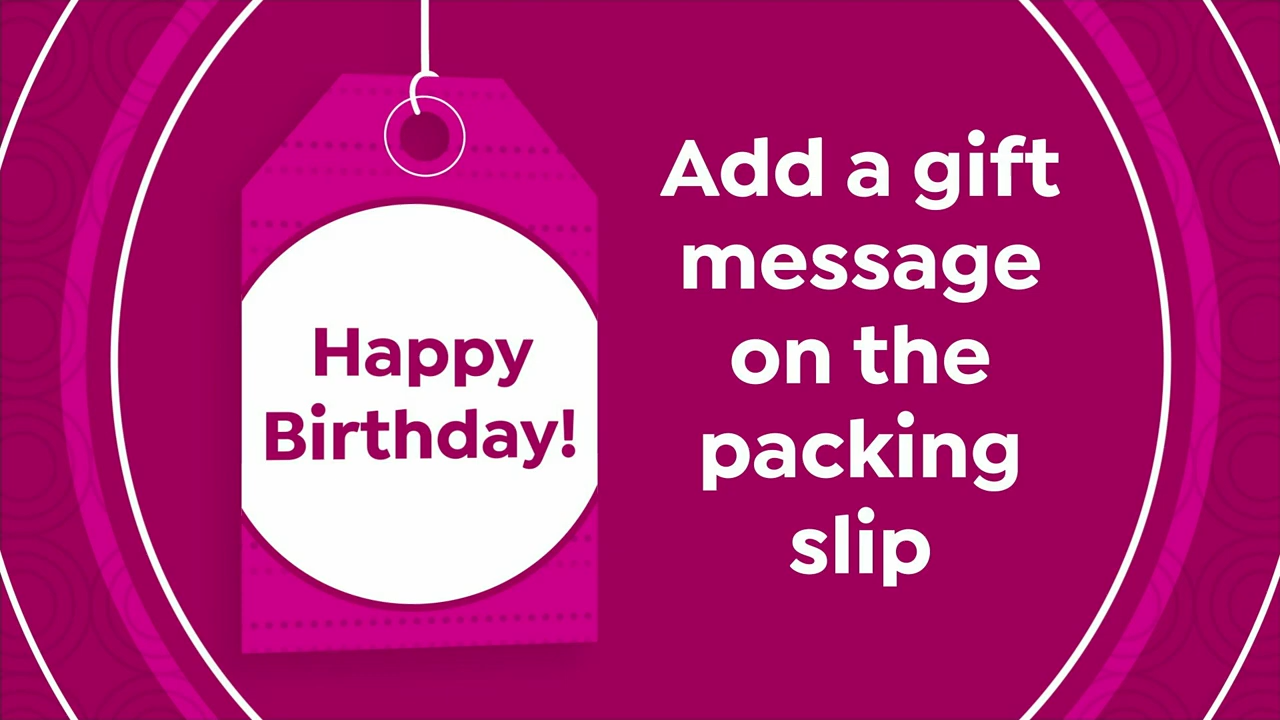 Happy
Birthday!
Add a gift
message
on the
packing
slip